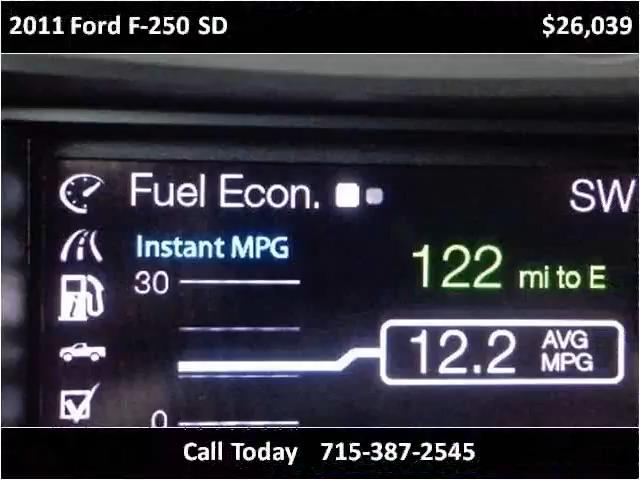 2011 Ford F-250 SD $26,039
Fuel Econ. SW
Instant MPG
122 mi to E
30
12.2 AVG MPG
0
Call Today 715-387-2545